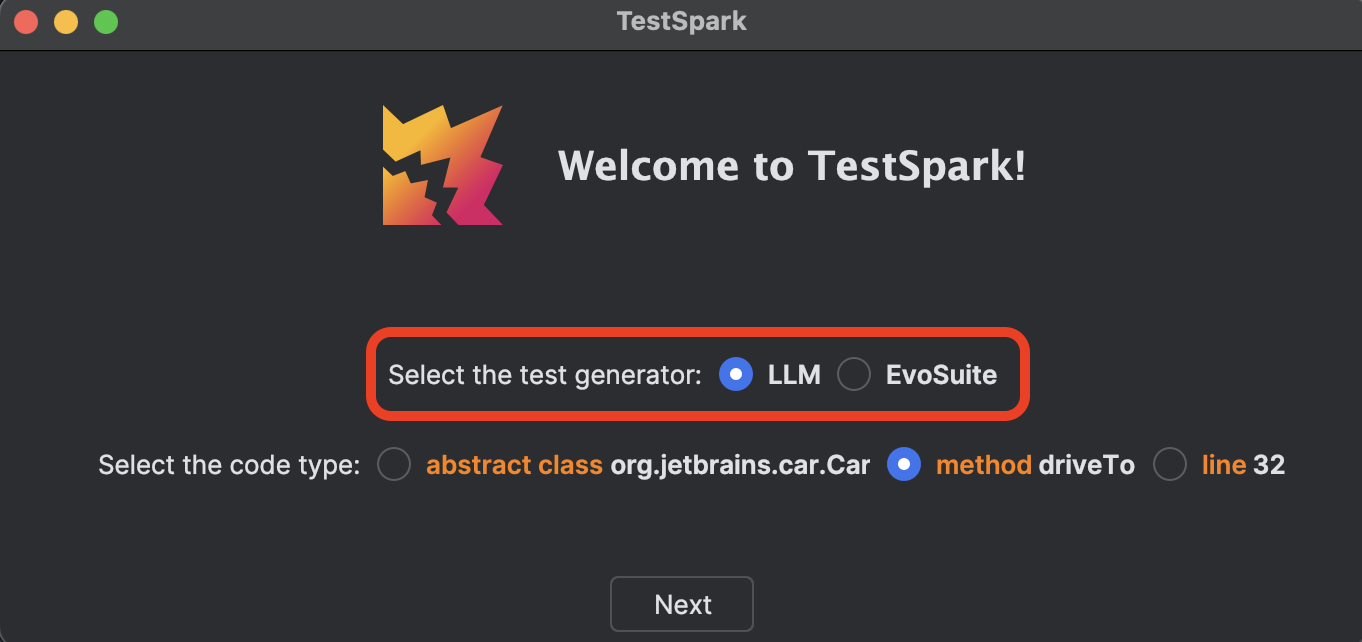 TestSpark
Welcome to TestSpark!
Select the test generator: LLM EvoSuite
Select the code type: abstract class org.jetbrains.car.Car method driveTo line 32
Next